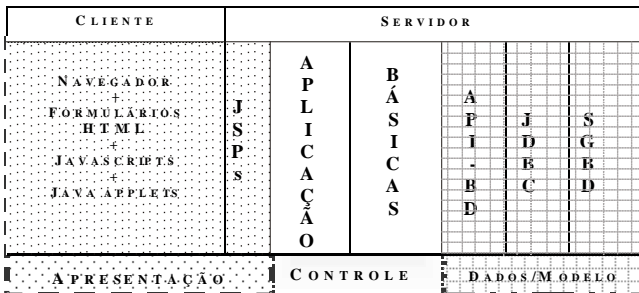 CLIENTE
SERVIDOR
NAVEGADOR
+
FORMULÁRIOS
HTML
+
JAVASCRIPTS
+
JAVA APPLETS
JSPs
APLICAÇÃO
BÁSICAS
API-BD
JDBC
SGBD
APRESENTAÇÃO
CONTROLE
DADOS/MODELO